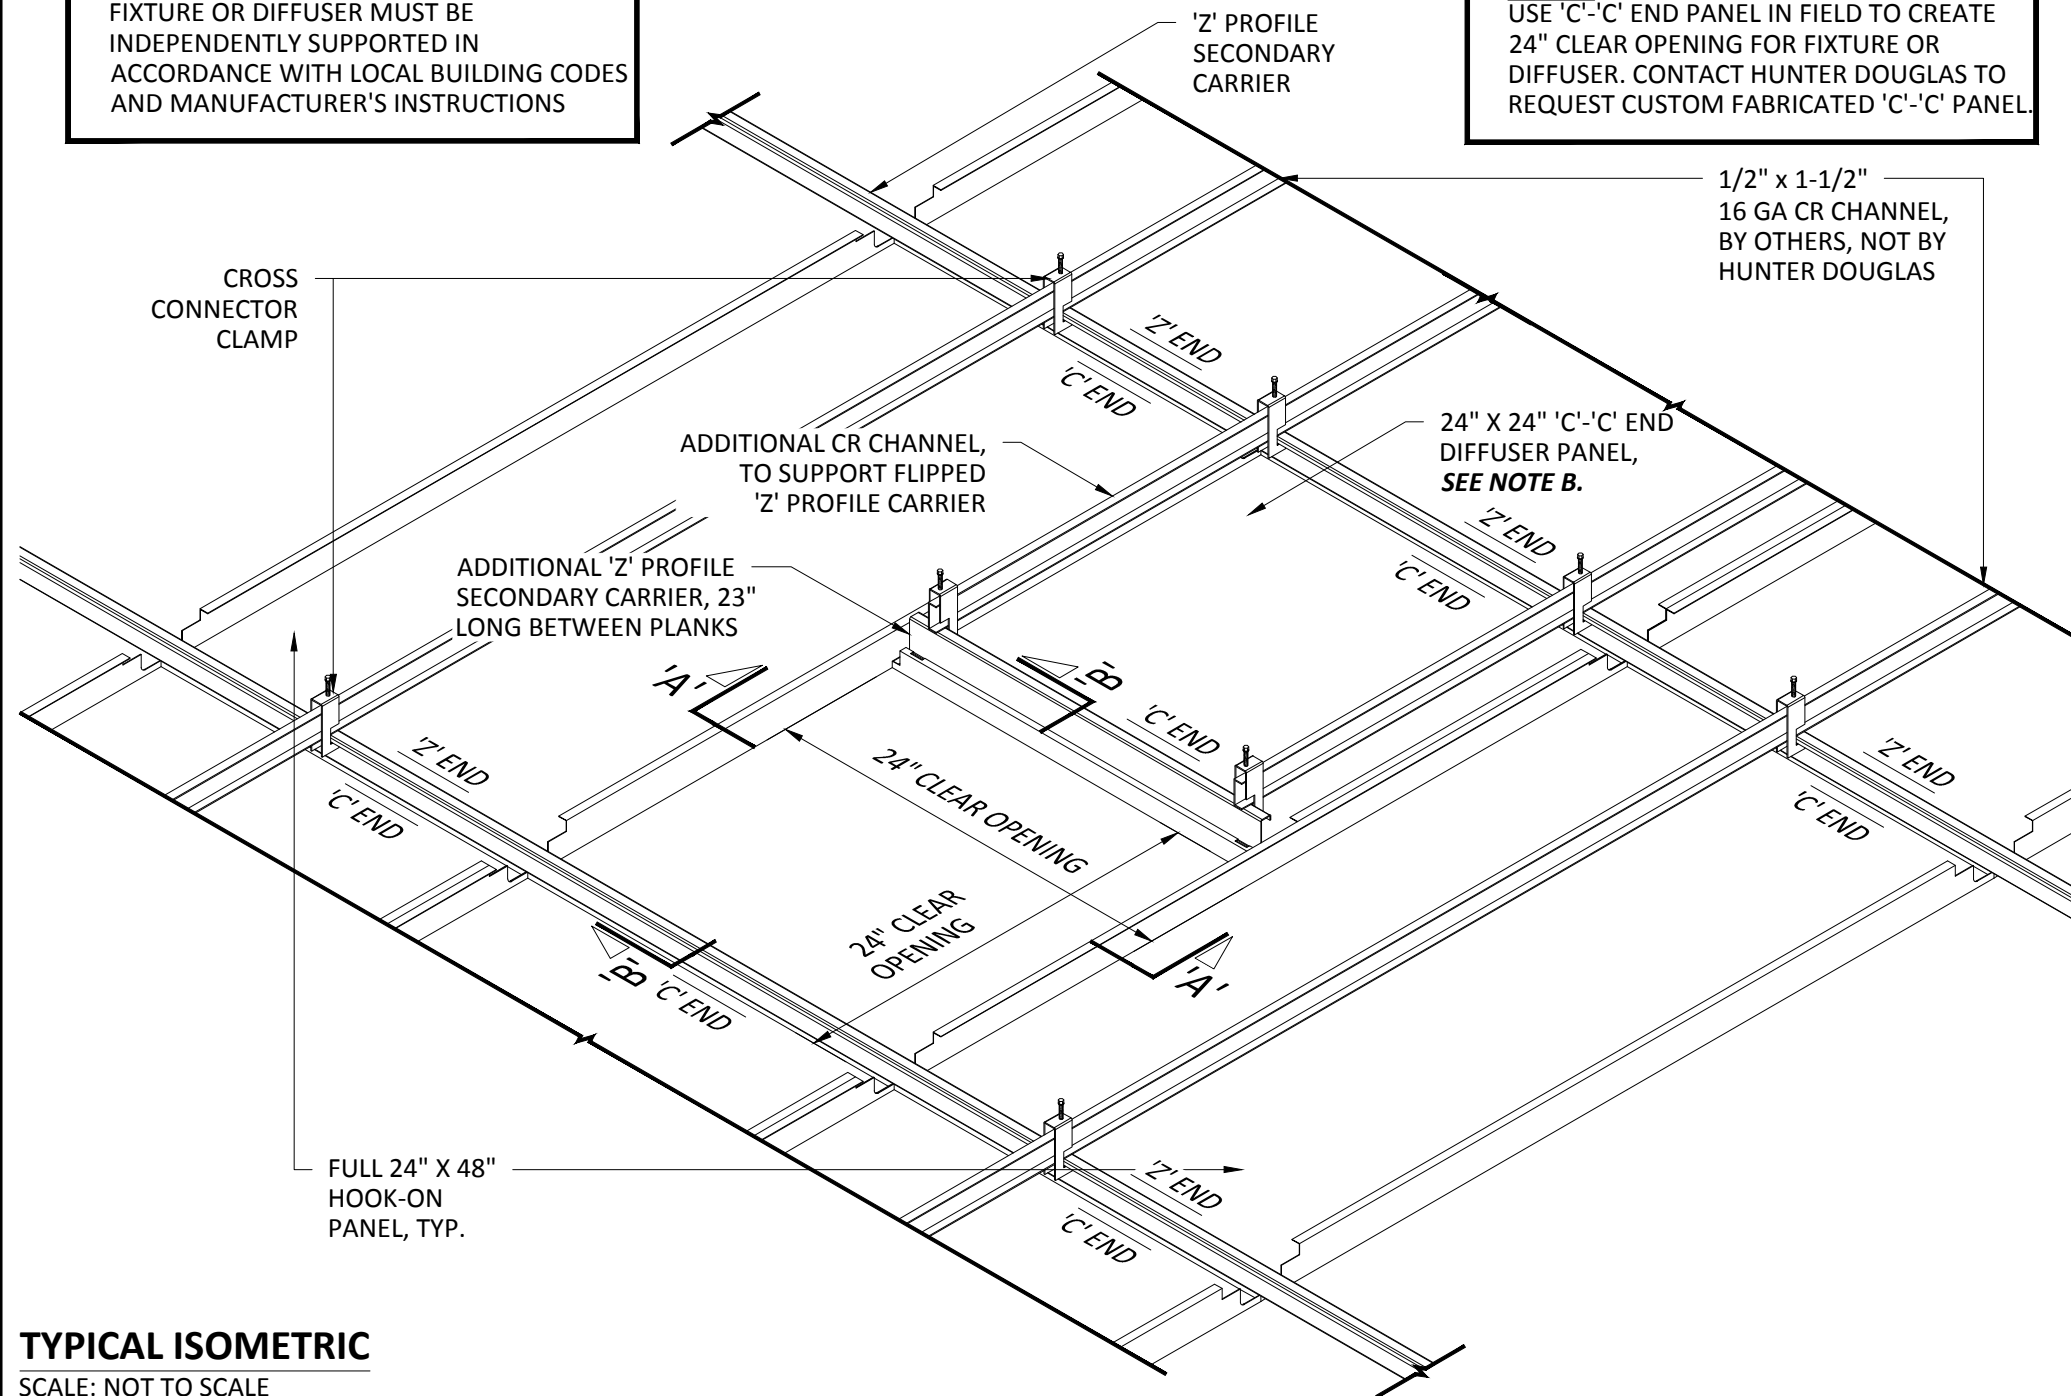 FIXTURE OR DIFFUSER MUST BE
INDEPENDENTLY SUPPORTED IN
ACCORDANCE WITH LOCAL BUILDING CODES
AND MANUFACTURER'S INSTRUCTIONS
'Z' PROFILE
SECONDARY
CARRIER
USE 'C'-'C' END PANEL IN FIELD TO CREATE
24" CLEAR OPENING FOR FIXTURE OR
DIFFUSER. CONTACT HUNTER DOUGLAS TO
REQUEST CUSTOM FABRICATED 'C'-'C' PANEL.
1/2" x 1-1/2"
16 GA CR CHANNEL,
BY OTHERS, NOT BY
HUNTER DOUGLAS
CROSS
CONNECTOR
CLAMP
'Z' END
'C' END
ADDITIONAL CR CHANNEL,
TO SUPPORT FLIPPED
'Z' PROFILE CARRIER
24" X 24" 'C'-'C' END
DIFFUSER PANEL,
SEE NOTE B.
'Z' END
'C' END
ADDITIONAL 'Z' PROFILE
SECONDARY CARRIER, 23"
LONG BETWEEN PLANKS
'A'
'B'
'C' END
'Z' END
'C' END
'Z' END
'C' END
24" CLEAR OPENING
24" CLEAR
OPENING
'B'
'C' END
'A'
FULL 24" X 48"
HOOK-ON
PANEL, TYP.
'Z' END
'C' END
TYPICAL ISOMETRIC
SCALE: NOT TO SCALE